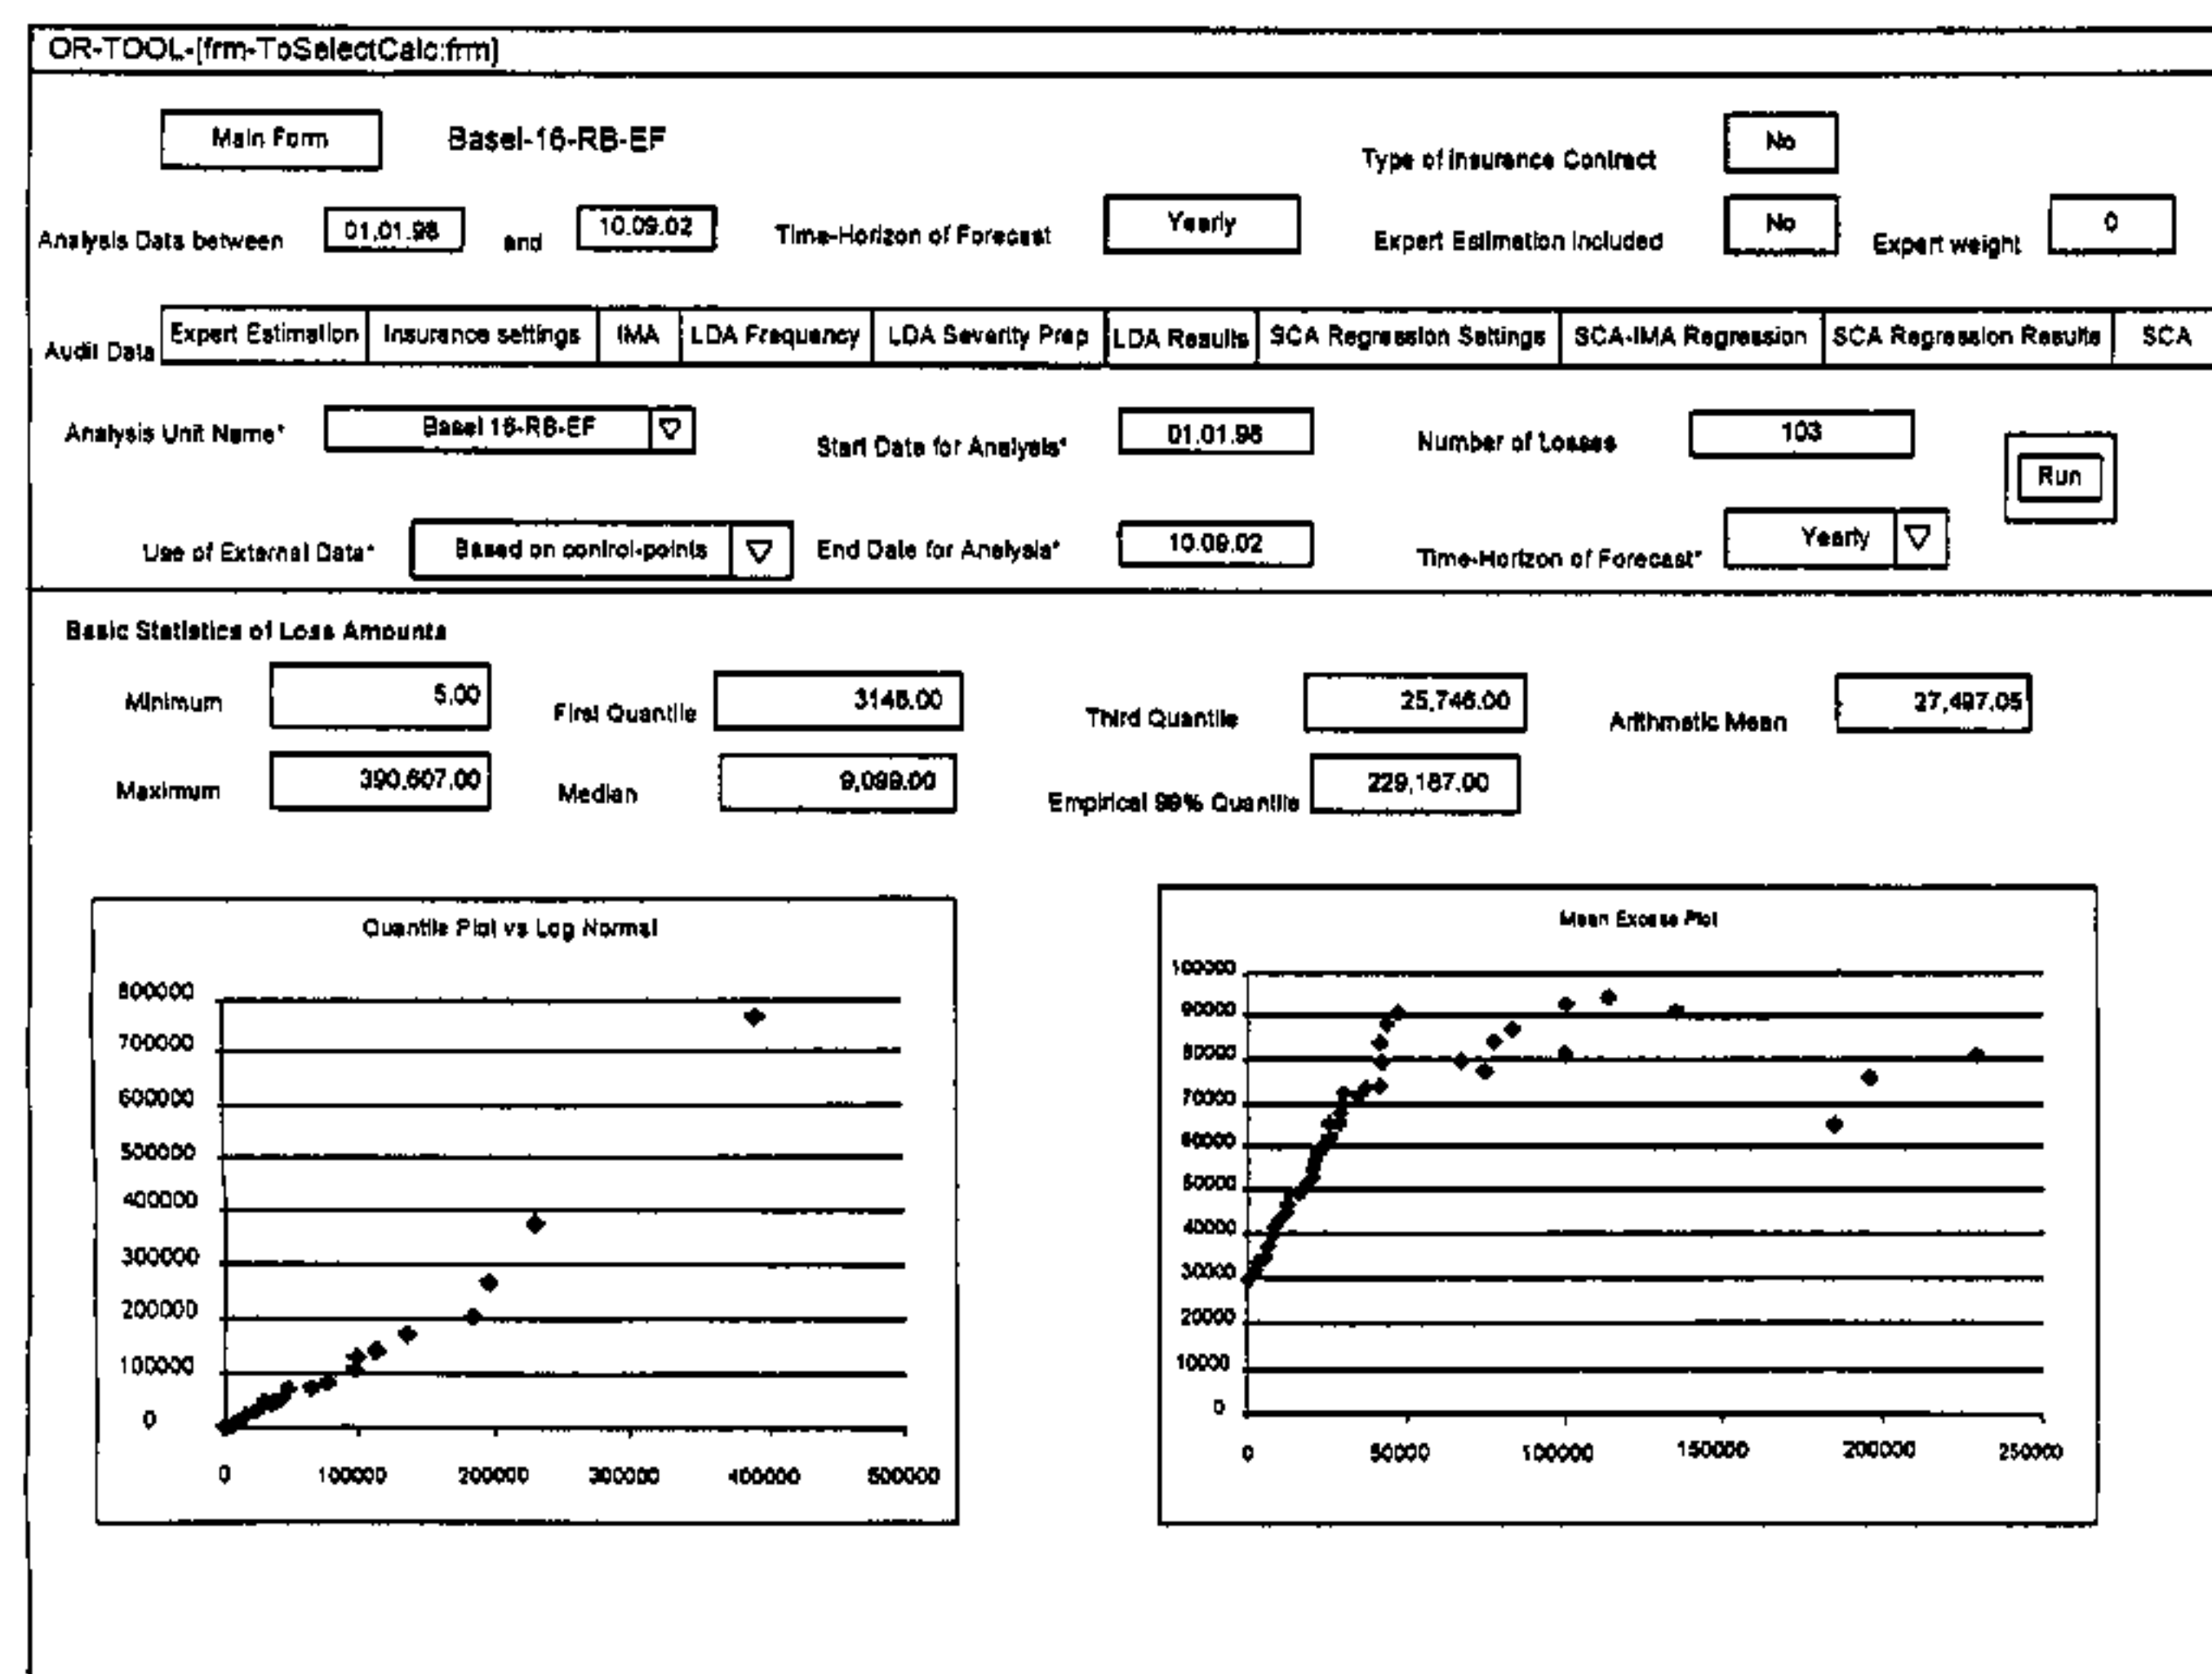 OR-TOOL-[frm-ToSelectCalc:frm]
Main Form Basel-16-RB-EF Type of Insurance Contract No
Analysis Data between 01.01.98 and 10.09.02 Time-Horizon of Forecast Yearly Expert Estimation Included No Expert weight 0
Audit Data Expert Estimation Insurance settings IMA LDA Frequency LDA Severity Prep LDA Results SCA Regression Settings SCA-IMA Regression SCA Regression Results SCA
Analysis Unit Name* Basel 16-RB-EF Start Date for Analysis* 01.01.98 Number of Losses 103
Run
Use of External Data* Based on control-points End Date for Analysis* 10.09.02 Time-Horizon of Forecast* Yearly
Basic Statistics of Loss Amounts
Minimum 5.00 First Quantile Third Quantile 25,746.00 Arithmetic Mean 27,497.05
Maximum 390,607.00 Median 9,099.00 Empirical 99% Quantile 229,187.00
Quantile Plot vs Log Normal
800000
700000
600000
500000
400000
300000
200000
100000
0
0 100000 200000 300000 400000 500000
Mean Excess Plot
100000
90000
80000
70000
60000
50000
40000
30000
20000
10000
0
0 50000 100000 150000 200000 250000